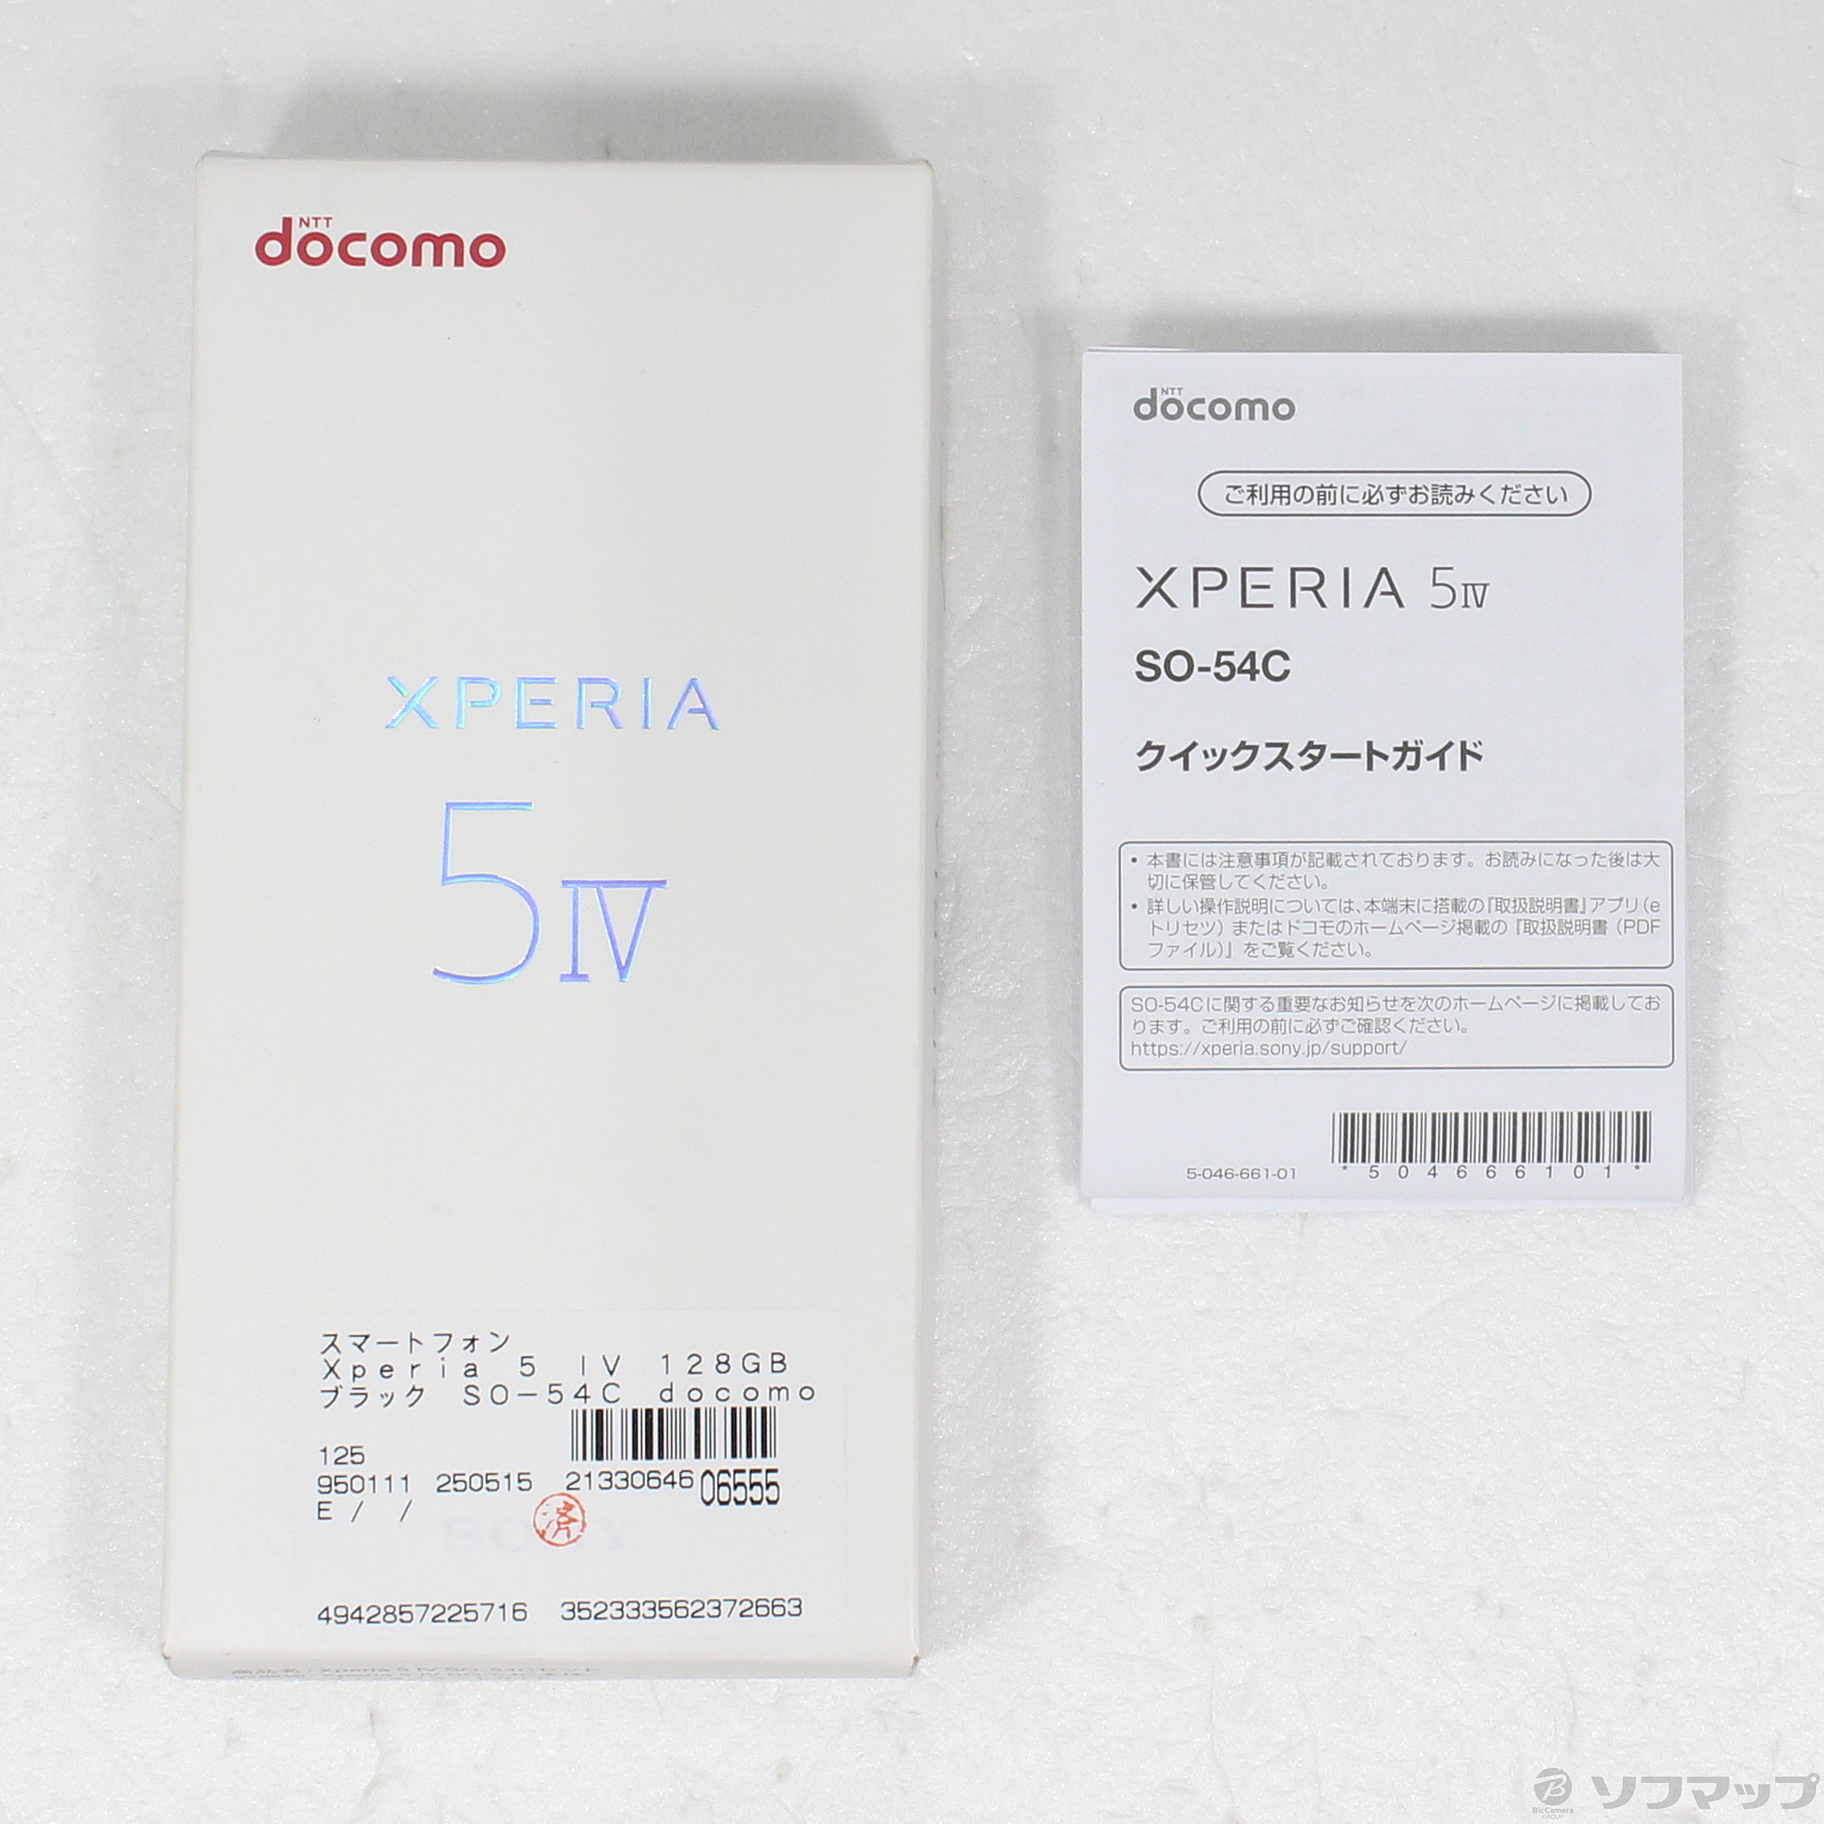 NTT
docomo
XPERIA
5IV
スマートフォン
Xperia 5 IV 128GB
ブラック SO-54C docomo
125
950111 250515 21330646 06555
E / /
済
4942857225716 352333562372663
NTT
docomo
ご利用の前に必ずお読みください
XPERIA 5IV
SO-54C
クイックスタートガイド
• 本書には注意事項が記載されております。お読みになった後は大
切に保管してください。
• 詳しい操作説明については、本端末に搭載の『取扱説明書』アプリ(e
トリセツ)またはドコモのホームページ掲載の『取扱説明書(PDF
ファイル)』をご覧ください。
SO-54Cに関する重要なお知らせを次のホームページに掲載してお
ります。ご利用の前に必ずご確認ください。
https://xperia.sony.jp/support/
5-046-661-01
*504666101*
B
BicCamera
GROUP
ソフマップ